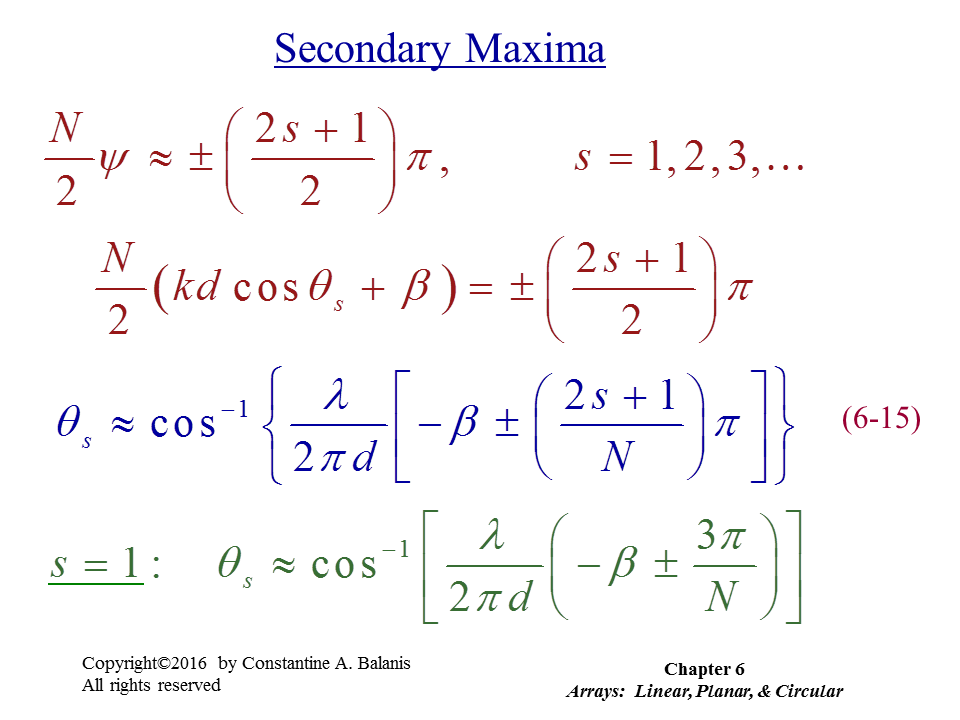 Secondary Maxima
N/2 ψ ≈ ± ( (2s + 1)/2 ) π , s = 1, 2, 3, …
N/2 ( kd cos θ_s + β ) = ± ( (2s + 1)/2 ) π
θ_s ≈ cos⁻¹ { λ/(2πd) [ − β ± ( (2s + 1)/N ) π ] } (6-15)
s = 1 : θ_s ≈ cos⁻¹ [ λ/(2πd) ( − β ± 3π/N ) ]
Copyright©2016 by Constantine A. Balanis
All rights reserved
Chapter 6
Arrays: Linear, Planar, & Circular